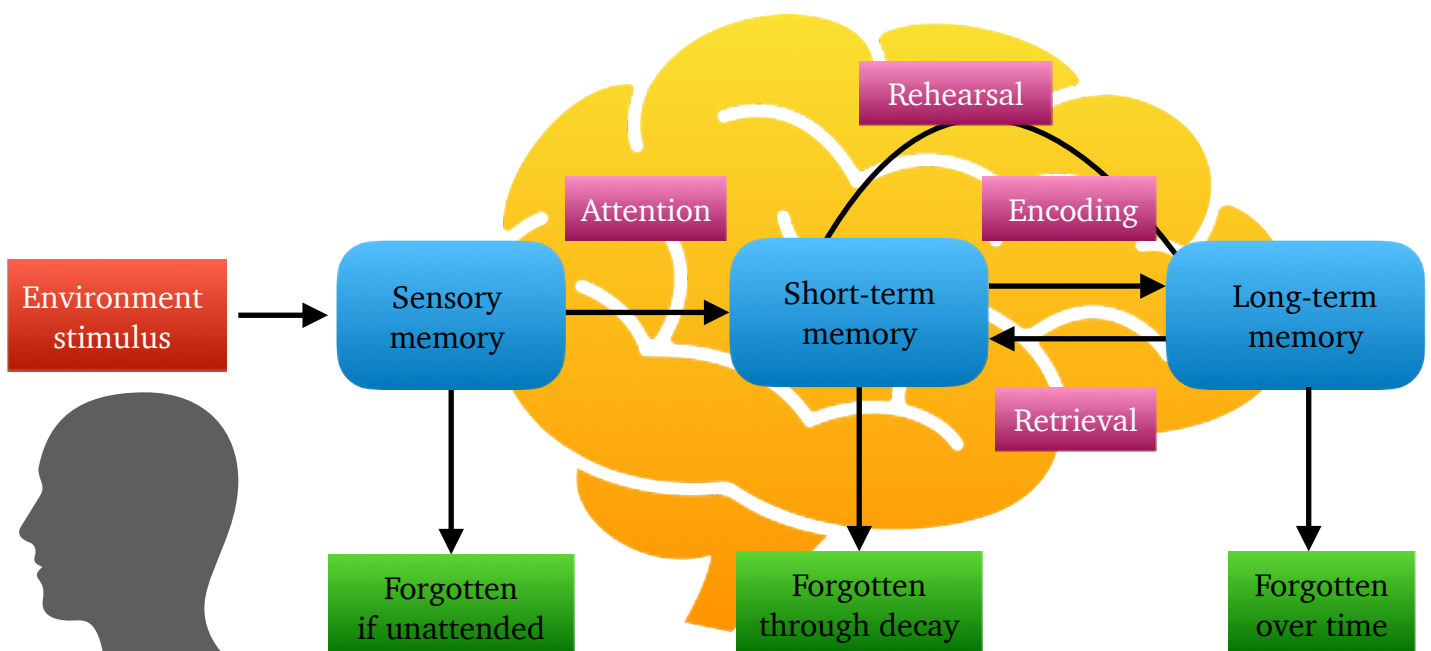 Rehearsal
Attention
Encoding
Environment
stimulus
Sensory
memory
Short-term
memory
Long-term
memory
Retrieval
Forgotten
if unattended
Forgotten
through decay
Forgotten
over time